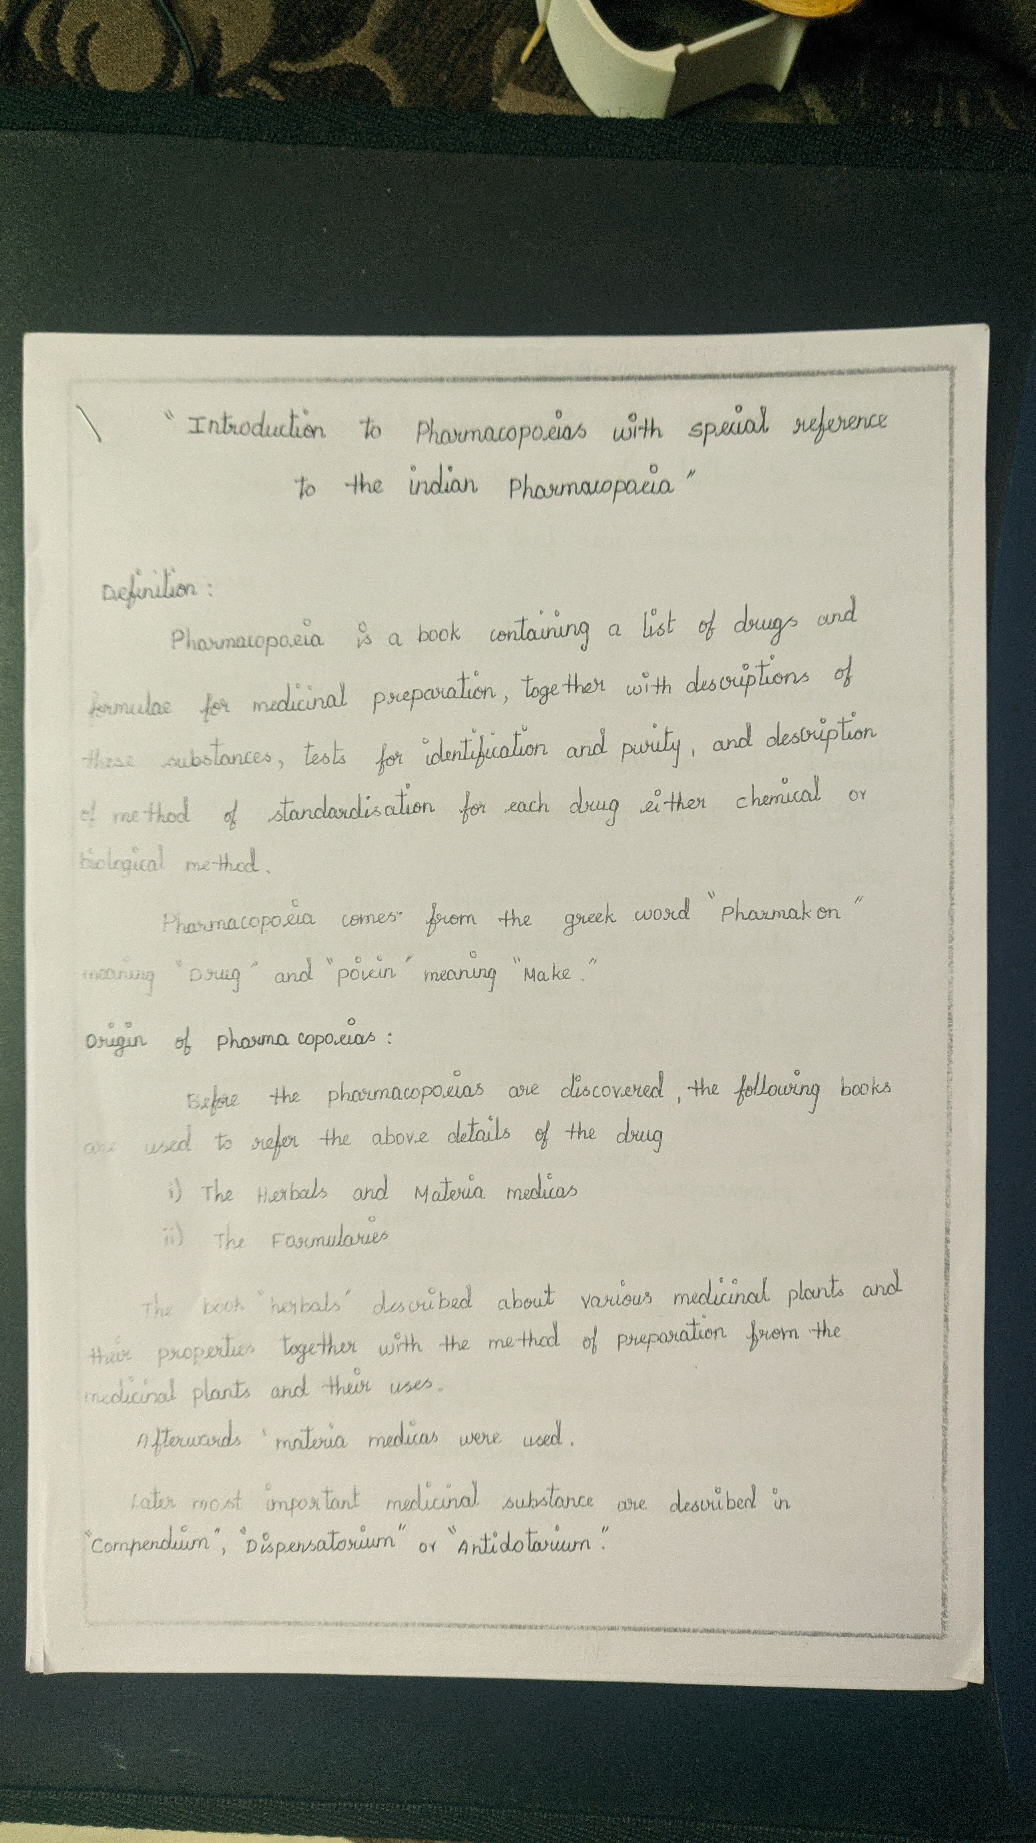 "Introduction to Pharmacopoeias with special reference
to the indian Pharmacopoeia"
Definition :
Pharmacopoeia is a book containing a list of drugs and
formulae for medicinal preparation, together with descriptions of
these substances, tests for identification and purity, and description
of method of standardisation for each drug either chemical or
biological method.
Pharmacopoeia comes from the greek word "Pharmakon"
meaning "Drug" and "poiein" meaning "Make."
Origin of pharmacopoeias :
Before the pharmacopoeias are discovered, the following books
are used to refer the above details of the drug
i) The Herbals and Materia medicas
ii) The Formularies
The book "herbals" described about various medicinal plants and
their properties together with the method of preparation from the
medicinal plants and their uses.
Afterwards 'materia medicas were used.
Later most important medicinal substance are described in
"Compendium", "Dispensatorium" or "Antidotarium".